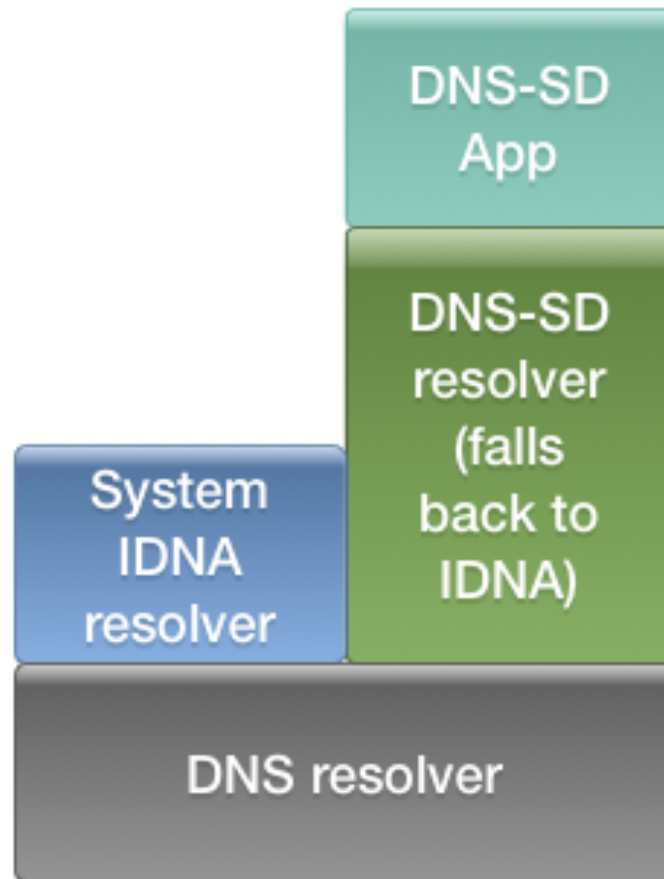 DNS-SD
App
DNS-SD
resolver
(falls
back to
IDNA)
System
IDNA
resolver
DNS resolver